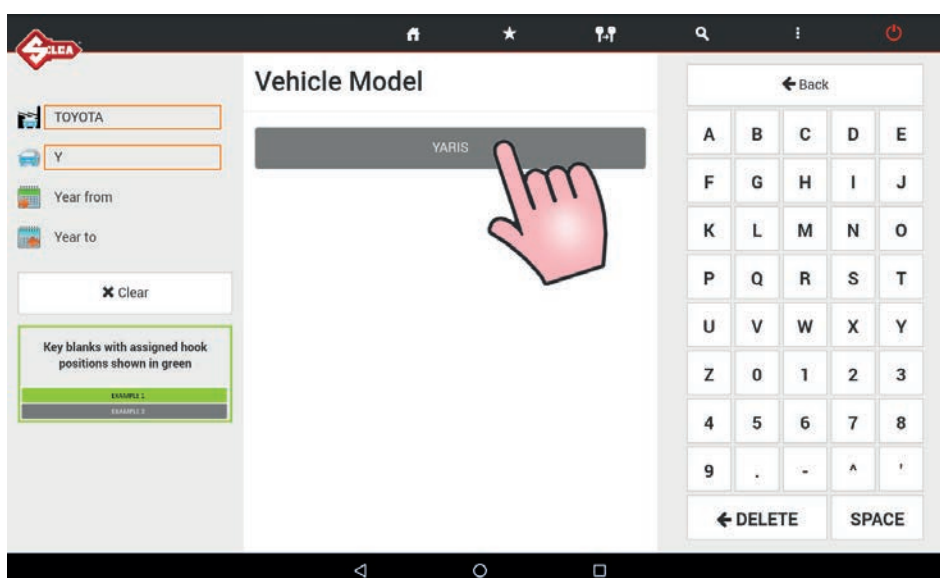 SILCA
Vehicle Model
TOYOTA
Y
Year from
Year to
Clear
Key blanks with assigned hook
positions shown in green
EXAMPLE 1
EXAMPLE 2
YARIS
Back
A B C D E
F G H I J
K L M N O
P Q R S T
U V W X Y
Z 0 1 2 3
4 5 6 7 8
9 . - ^ '
DELETE SPACE